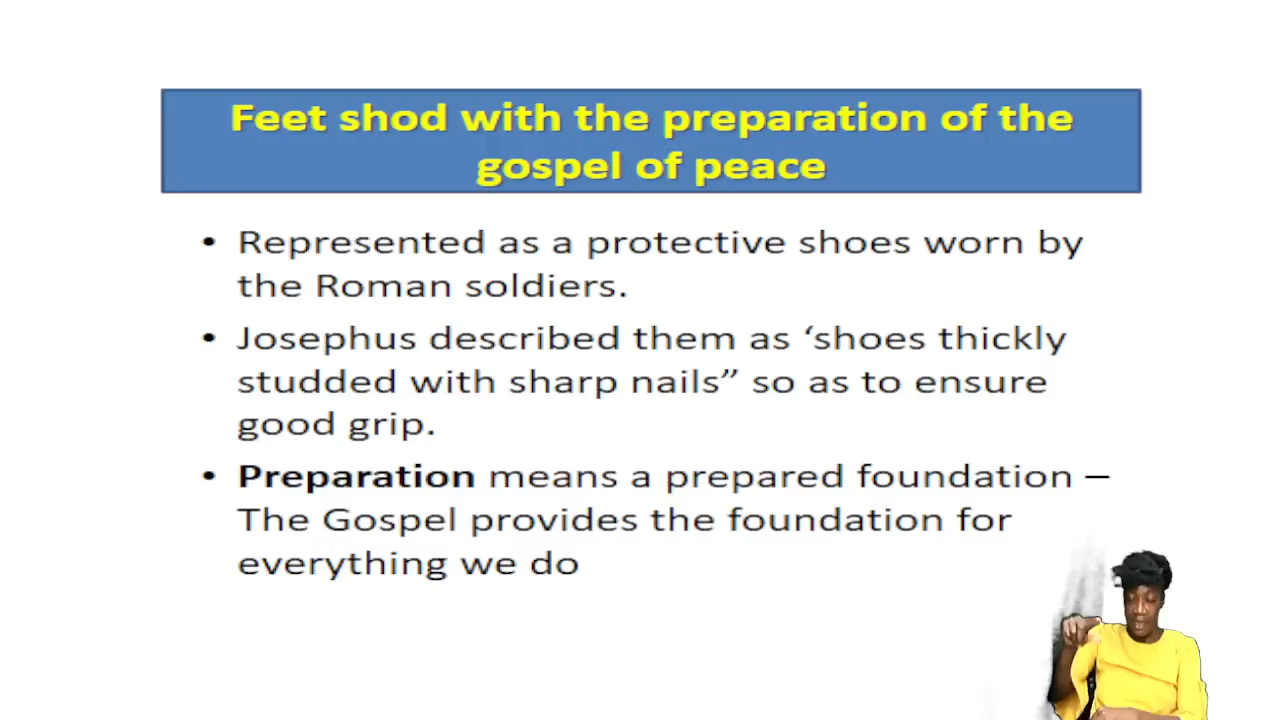 Feet shod with the preparation of the
gospel of peace
• Represented as a protective shoes worn by
the Roman soldiers.
• Josephus described them as ‘shoes thickly
studded with sharp nails” so as to ensure
good grip.
• Preparation means a prepared foundation –
The Gospel provides the foundation for
everything we do